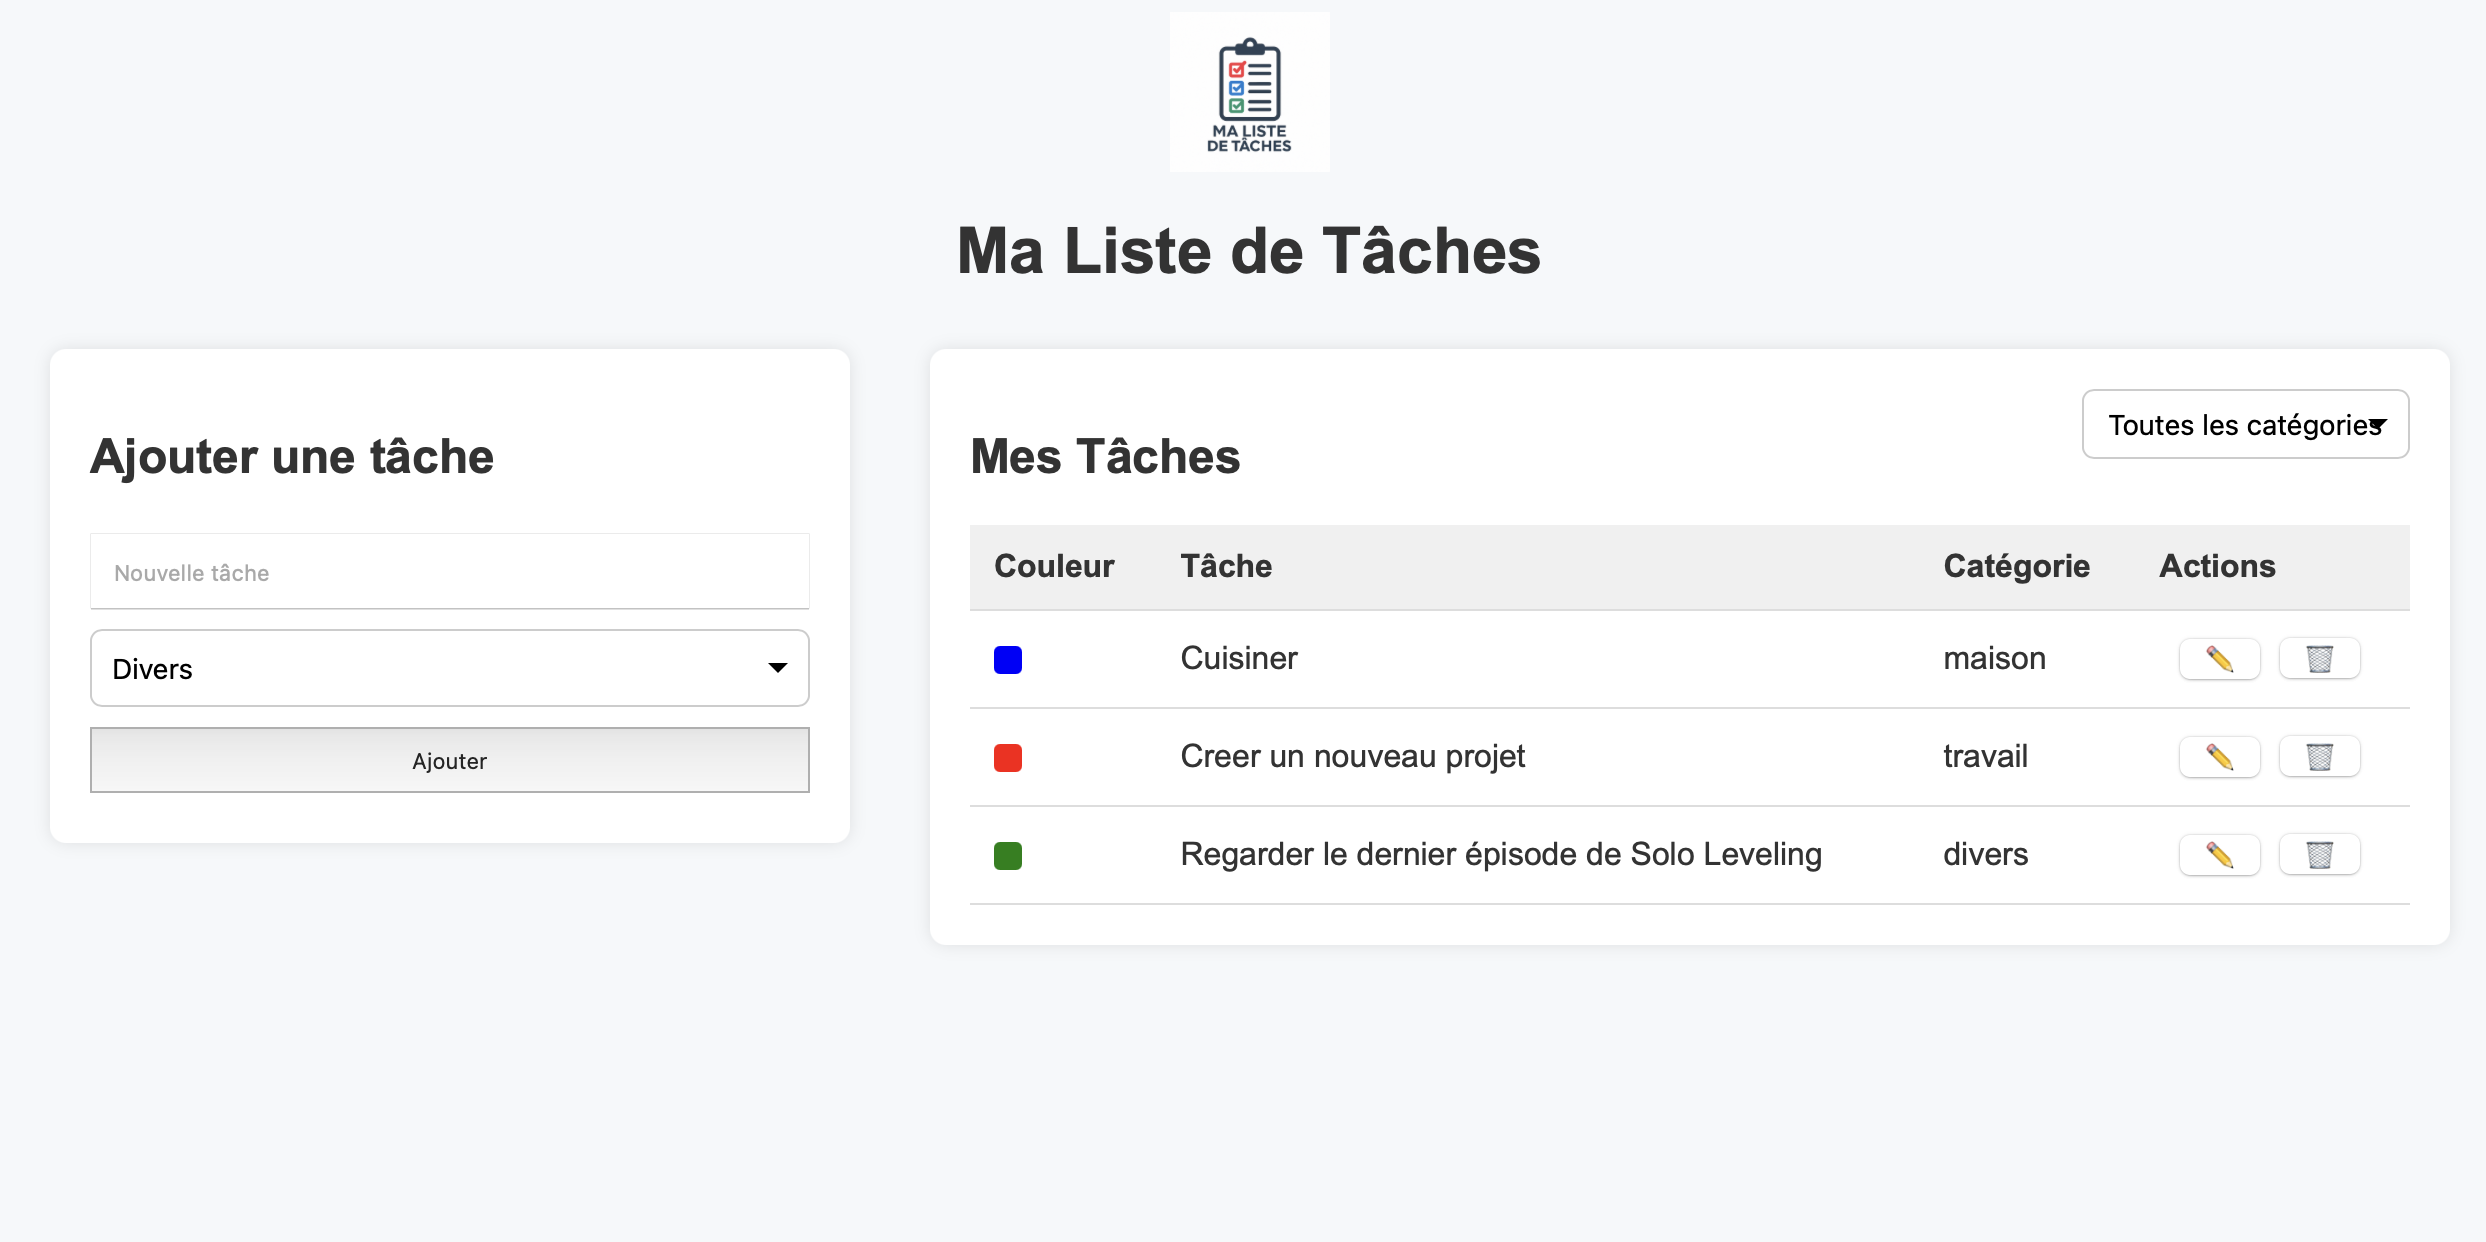 MA LISTE
DE TÂCHES
Ma Liste de Tâches
Ajouter une tâche
Nouvelle tâche
Divers
Ajouter
Mes Tâches
Toutes les catégories
Couleur Tâche Catégorie Actions
Cuisiner maison
Creer un nouveau projet travail
Regarder le dernier épisode de Solo Leveling divers